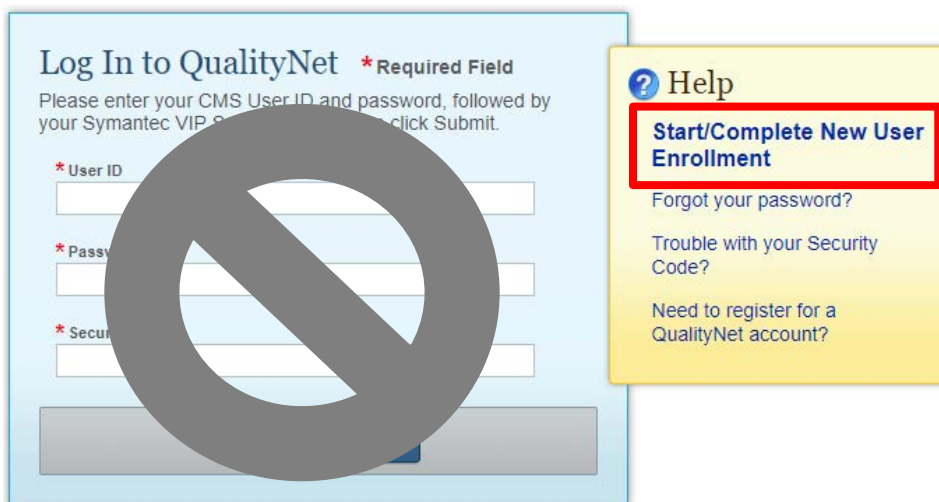 Log In to QualityNet * Required Field
Please enter your CMS User ID and password, followed by
your Symantec VIP click Submit.
* User ID
*
*
? Help
Start/Complete New User
Enrollment
Forgot your password?
Trouble with your Security
Code?
Need to register for a
QualityNet account?